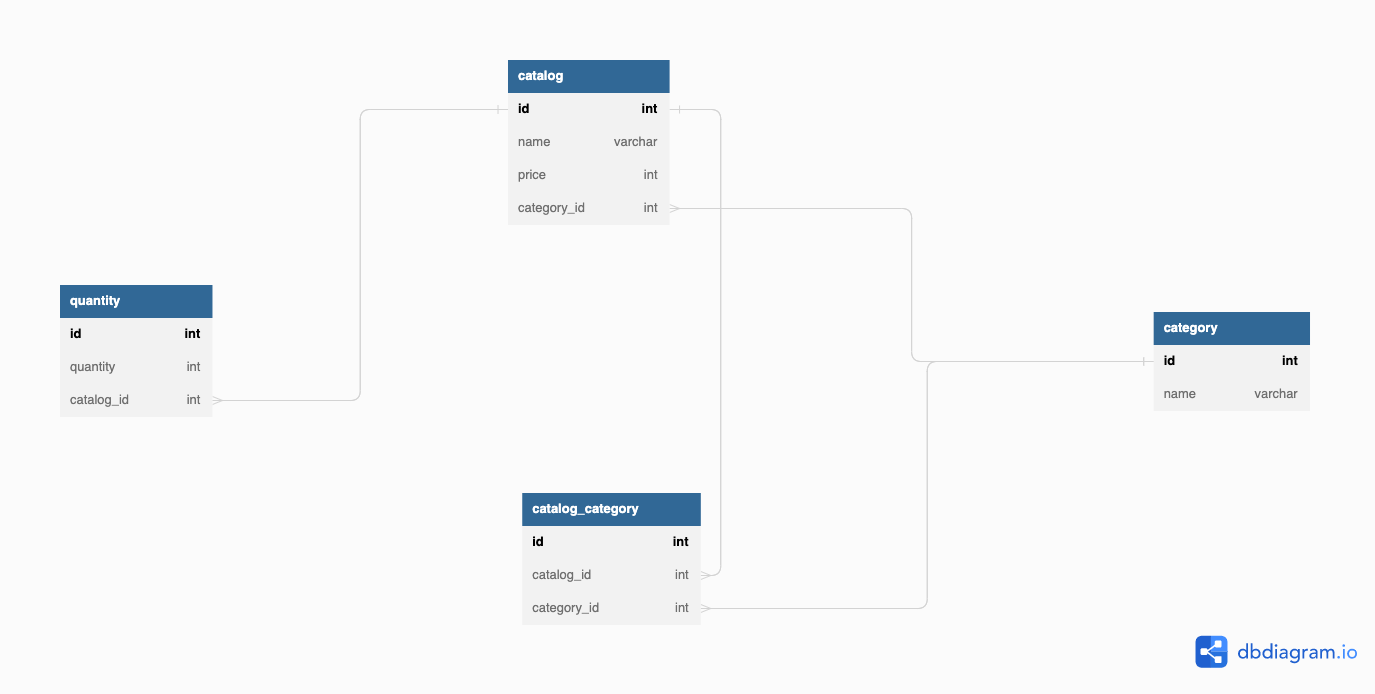 catalog
id int
name varchar
price int
category_id int
quantity
id int
quantity int
catalog_id int
category
id int
name varchar
catalog_category
id int
catalog_id int
category_id int
dbdiagram.io